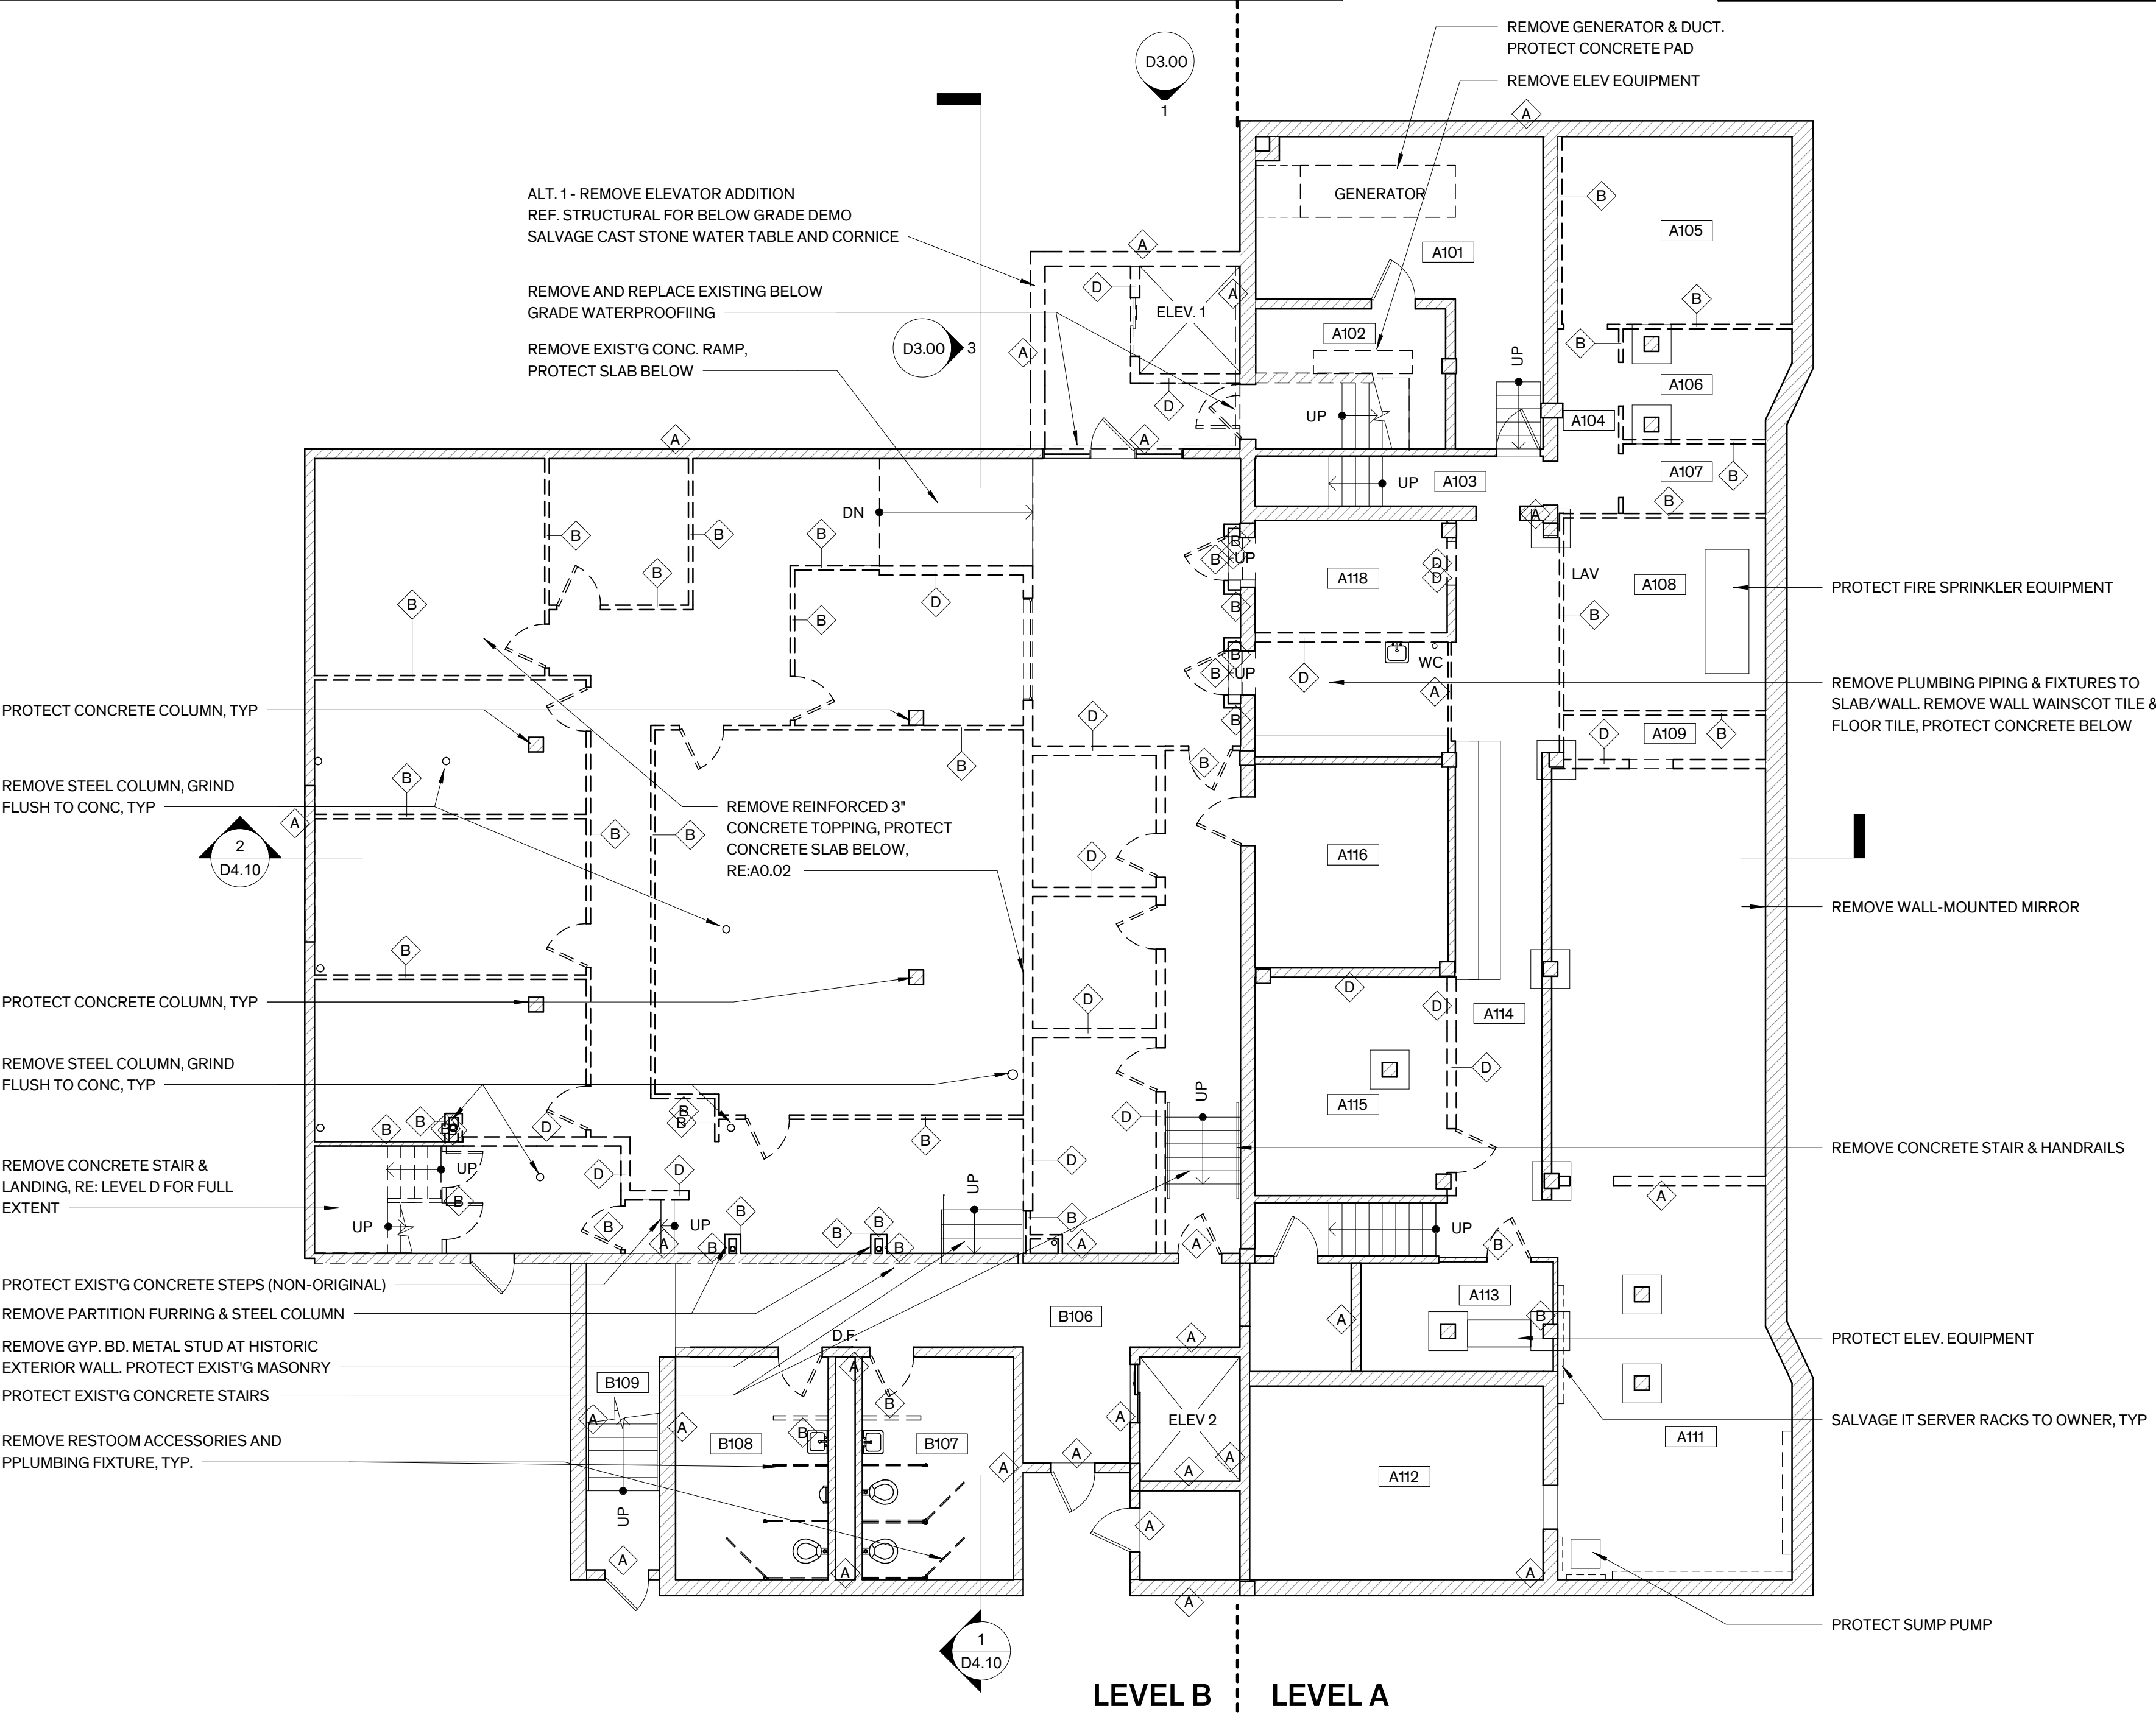 REMOVE GENERATOR & DUCT.
PROTECT CONCRETE PAD
REMOVE ELEV EQUIPMENT
D3.00
1
A
GENERATOR
A101
A105
B
ALT. 1 - REMOVE ELEVATOR ADDITION
REF. STRUCTURAL FOR BELOW GRADE DEMO
SALVAGE CAST STONE WATER TABLE AND CORNICE
A
D
A
ELEV. 1
REMOVE AND REPLACE EXISTING BELOW
GRADE WATERPROOFIING
D3.00
3
A
REMOVE EXIST'G CONC. RAMP,
PROTECT SLAB BELOW
D
A102
UP
UP
B
B
A106
A104
A
A
A107
B
B
UP
A103
A
DN
B
B
B
B
B
B
D
B
B
B
UP
B
A118
D
D
LAV
A108
B
PROTECT FIRE SPRINKLER EQUIPMENT
B
B
UP
B
D
WC
A
REMOVE PLUMBING PIPING & FIXTURES TO
SLAB/WALL. REMOVE WALL WAINSCOT TILE &
FLOOR TILE, PROTECT CONCRETE BELOW
PROTECT CONCRETE COLUMN, TYP
D
B
B
D
A109
B
REMOVE STEEL COLUMN, GRIND
FLUSH TO CONC, TYP
B
A
B
B
REMOVE REINFORCED 3"
CONCRETE TOPPING, PROTECT
CONCRETE SLAB BELOW,
RE:A0.02
D
A116
2
D4.10
REMOVE WALL-MOUNTED MIRROR
B
PROTECT CONCRETE COLUMN, TYP
D
D
D
A114
REMOVE STEEL COLUMN, GRIND
FLUSH TO CONC, TYP
D
A115
UP
B
B
B
D
B
B
B
D
REMOVE CONCRETE STAIR & HANDRAILS
REMOVE CONCRETE STAIR &
LANDING, RE: LEVEL D FOR FULL
EXTENT
UP
UP
B
D
D
D
UP
A
B
UP
A
B
B
B
B
B
B
A
A
UP
B
PROTECT EXIST'G CONCRETE STEPS (NON-ORIGINAL)
REMOVE PARTITION FURRING & STEEL COLUMN
REMOVE GYP. BD. METAL STUD AT HISTORIC
EXTERIOR WALL. PROTECT EXIST'G MASONRY
PROTECT EXIST'G CONCRETE STAIRS
B106
D.F.
A
A
A
A113
B
PROTECT ELEV. EQUIPMENT
B109
A
A
B108
B
B
B107
A
A
ELEV 2
A
A
A
SALVAGE IT SERVER RACKS TO OWNER, TYP
A111
A112
REMOVE RESTOOM ACCESSORIES AND
PPLUMBING FIXTURE, TYP.
UP
A
A
A
A
A
PROTECT SUMP PUMP
1
D4.10
LEVEL B
LEVEL A